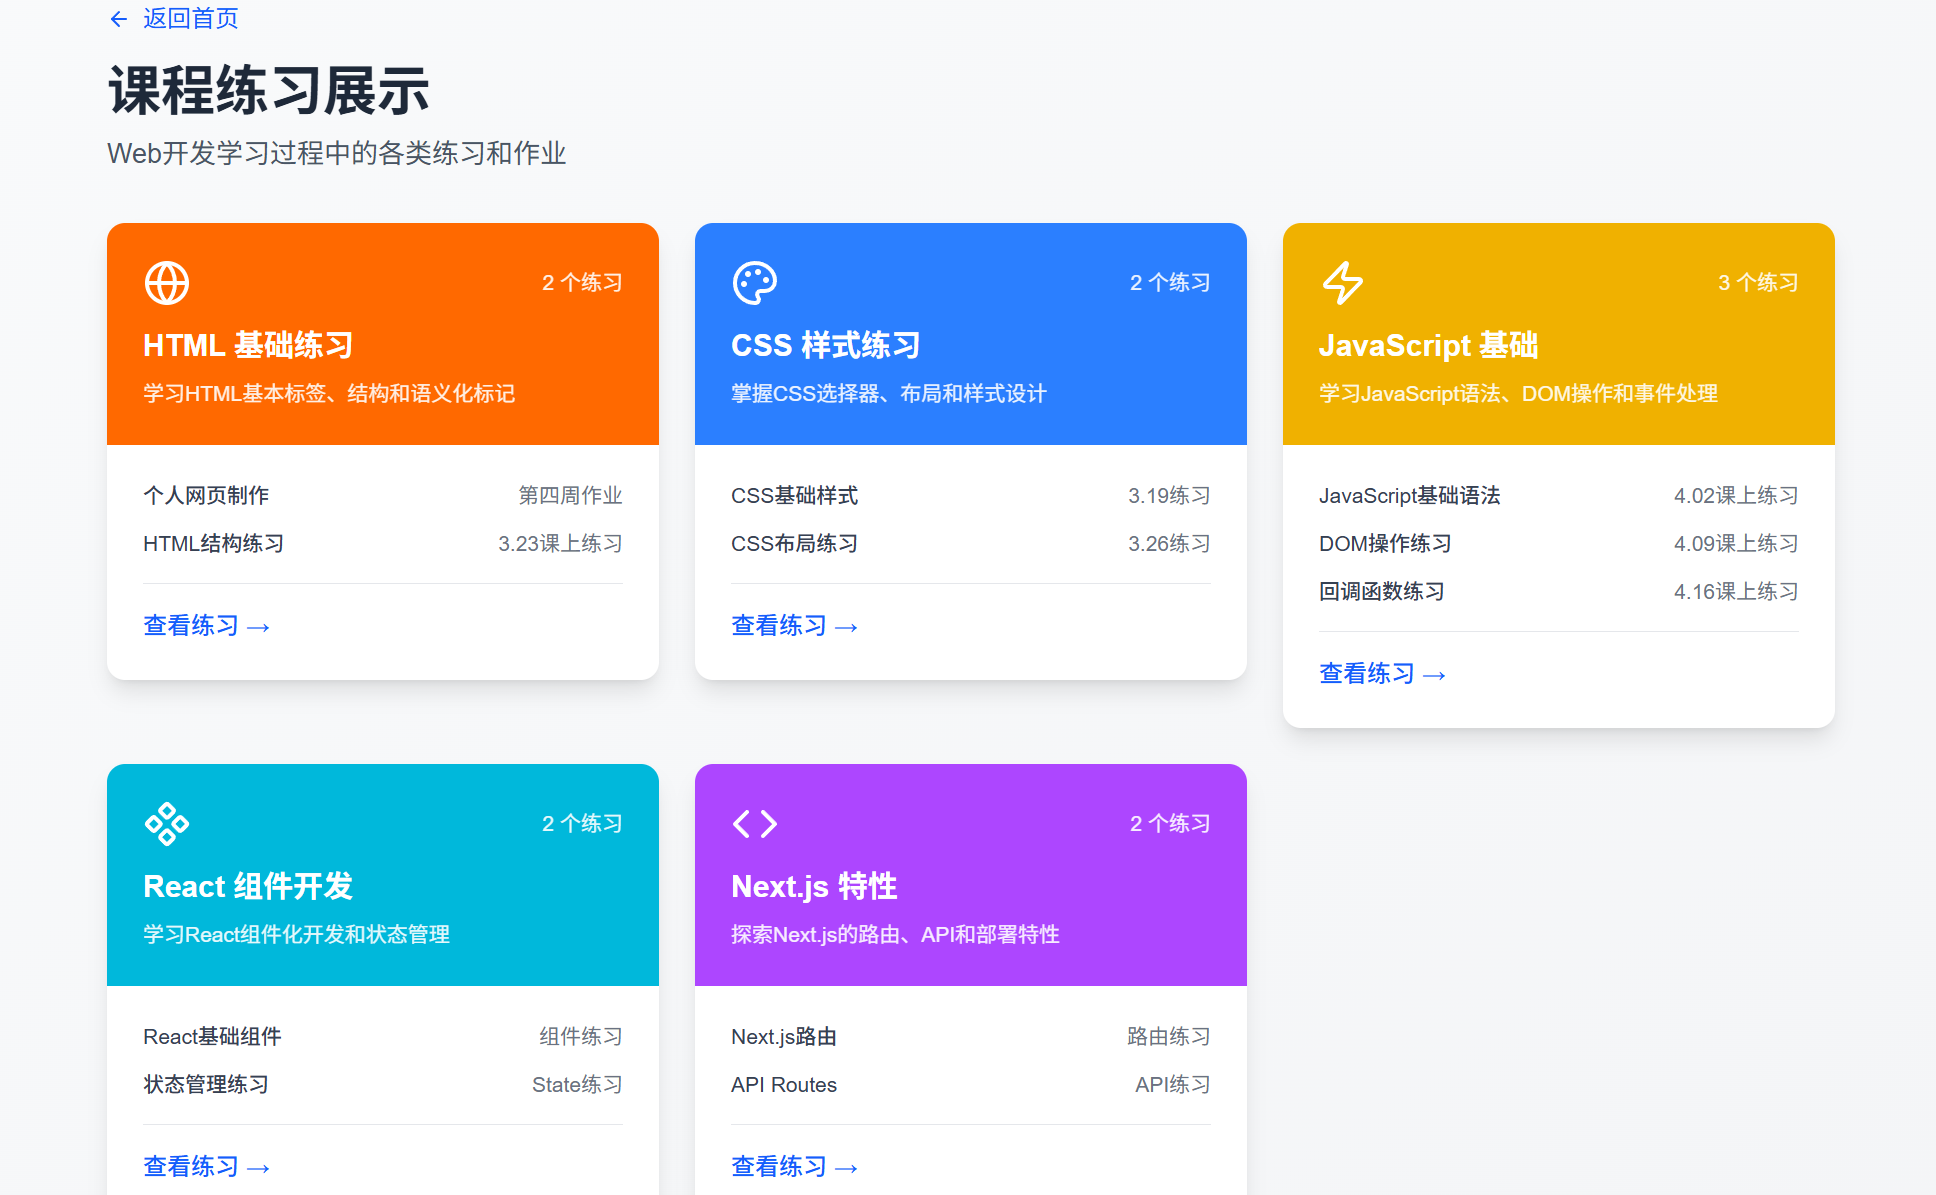 ← 返回首页
课程练习展示
Web开发学习过程中的各类练习和作业
2 个练习
HTML 基础练习
学习HTML基本标签、结构和语义化标记
个人网页制作 第四周作业
HTML结构练习 3.23课上练习
查看练习 →
2 个练习
CSS 样式练习
掌握CSS选择器、布局和样式设计
CSS基础样式 3.19练习
CSS布局练习 3.26练习
查看练习 →
3 个练习
JavaScript 基础
学习JavaScript语法、DOM操作和事件处理
JavaScript基础语法 4.02课上练习
DOM操作练习 4.09课上练习
回调函数练习 4.16课上练习
查看练习 →
2 个练习
React 组件开发
学习React组件化开发和状态管理
React基础组件 组件练习
状态管理练习 State练习
查看练习 →
2 个练习
Next.js 特性
探索Next.js的路由、API和部署特性
Next.js路由 路由练习
API Routes API练习
查看练习 →